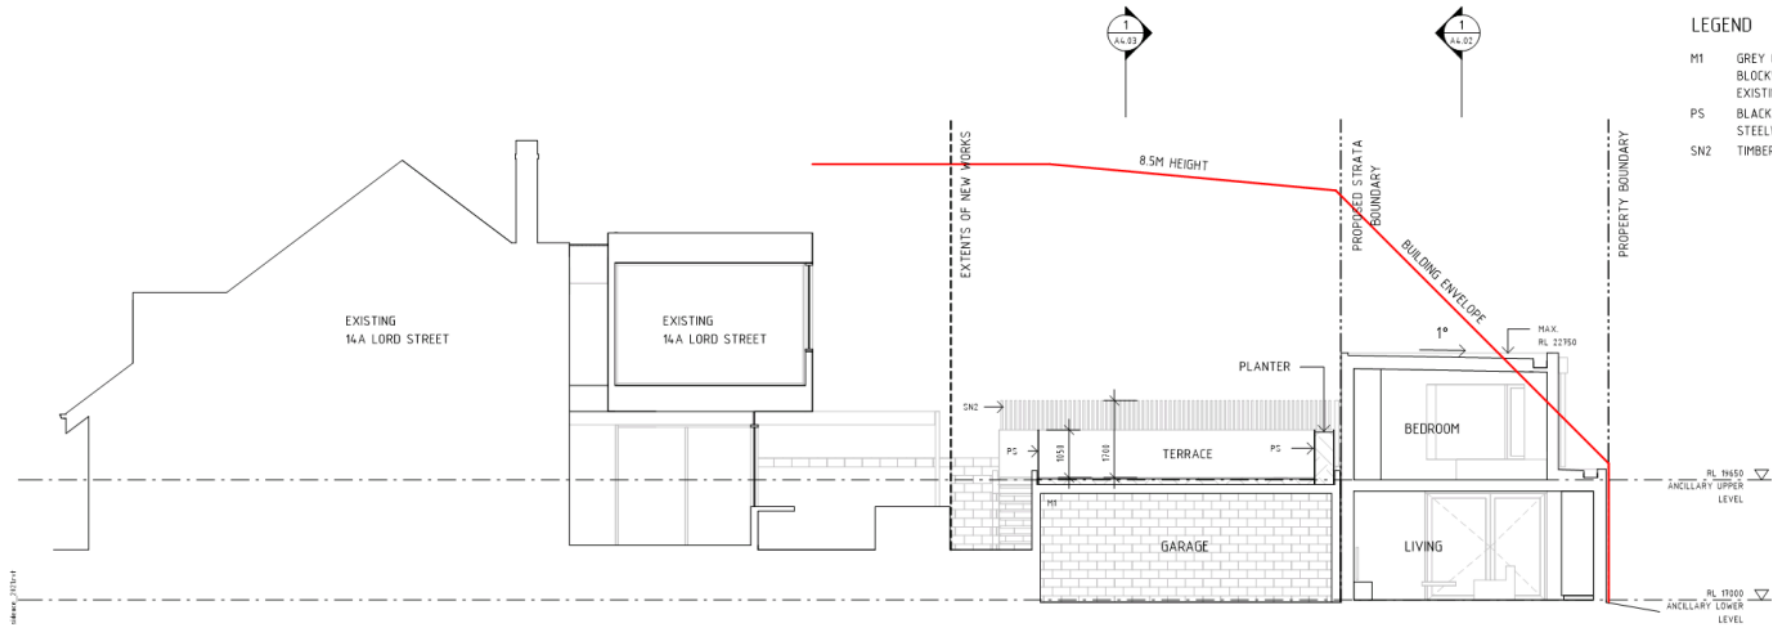 1
A4.03
1
A4.02
LEGEND
M1 GREY
BLOCK
EXISTI
PS BLACK
STEEL
SN2 TIMBER
EXTENTS OF NEW WORKS
8.5M HEIGHT
PROPOSED STRATA
BOUNDARY
PROPERTY BOUNDARY
BUILDING ENVELOPE
EXISTING
14A LORD STREET
EXISTING
14A LORD STREET
1°
MAX.
RL 22750
PLANTER
SN2
PS
1050
1700
TERRACE
PS
BEDROOM
RL 19650
ANCILLARY UPPER
LEVEL
M1
GARAGE
LIVING
RL 17000
ANCILLARY LOWER
LEVEL